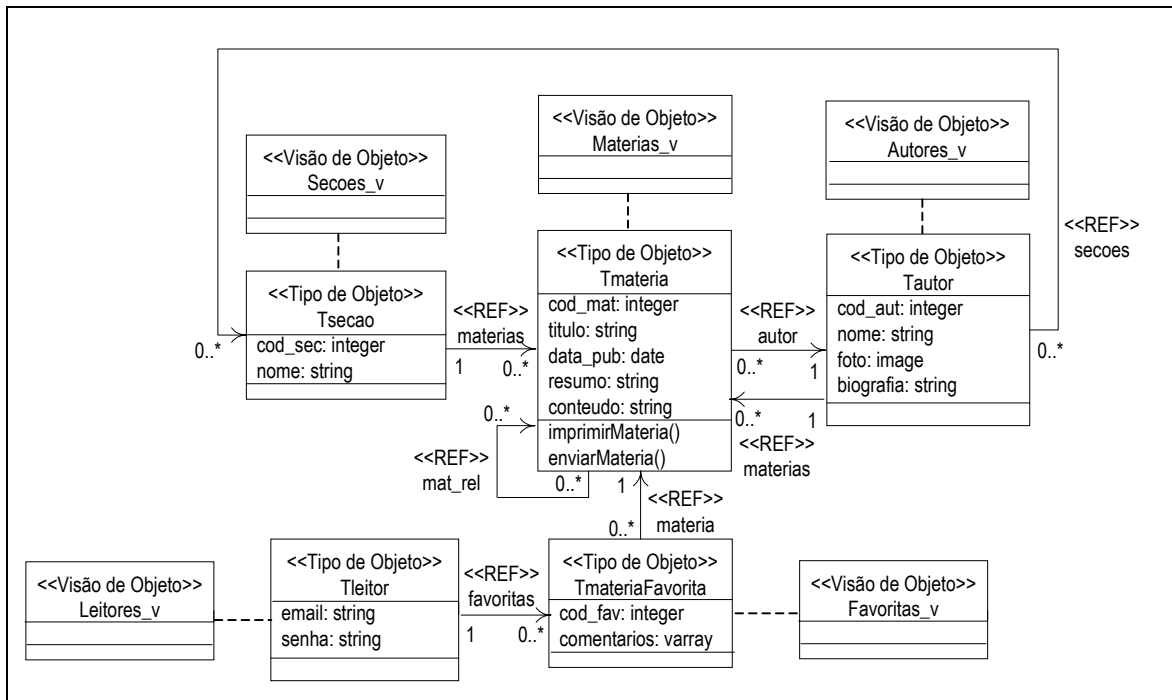 <<Visão de Objeto>>
Secoes_v
<<Visão de Objeto>>
Materias_v
<<Visão de Objeto>>
Autores_v
<<REF>>
secoes
<<Tipo de Objeto>>
Tsecao
cod_sec: integer
nome: string
0..*
<<REF>>
materias
1
0..*
<<Tipo de Objeto>>
Tmateria
cod_mat: integer
titulo: string
data_pub: date
resumo: string
conteudo: string
imprimirMateria()
enviarMateria()
<<REF>>
autor
0..*
1
<<Tipo de Objeto>>
Tautor
cod_aut: integer
nome: string
foto: image
biografia: string
0..*
0..*
1
<<REF>>
materias
0..*
<<REF>>
mat_rel
0..*
1
<<REF>>
materia
0..*
<<Visão de Objeto>>
Leitores_v
<<Tipo de Objeto>>
Tleitor
email: string
senha: string
<<REF>>
favoritas
1
0..*
<<Tipo de Objeto>>
TmateriaFavorita
cod_fav: integer
comentarios: varray
<<Visão de Objeto>>
Favoritas_v